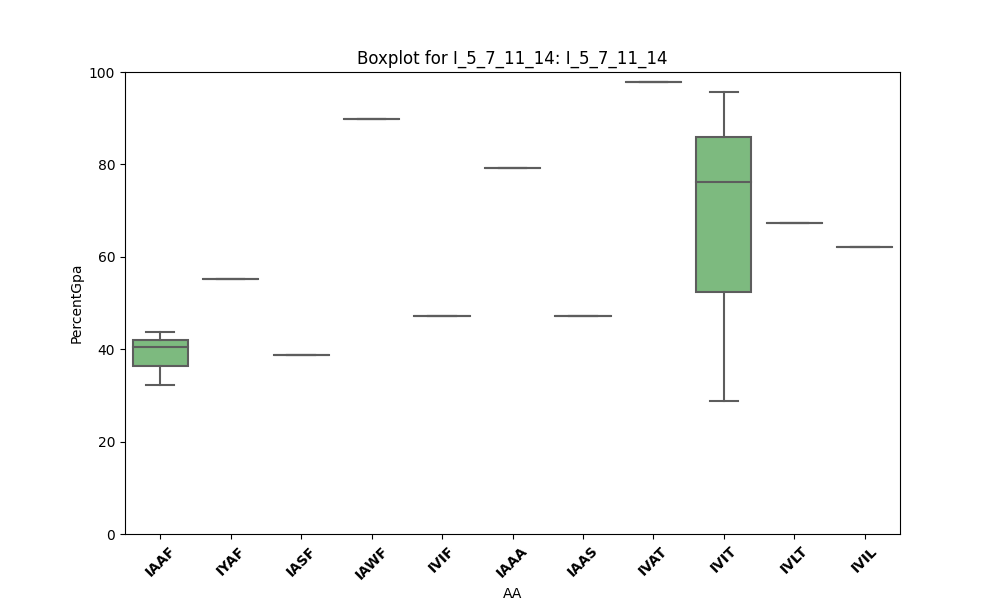 Boxplot for I_5_7_11_14: I_5_7_11_14
100
80
60
40
20
0
PercentGpa
IAAF
IYAF
IASF
IAWF
IVIF
IAAA
IAAS
IVAT
IVIT
IVLT
IVIL
AA